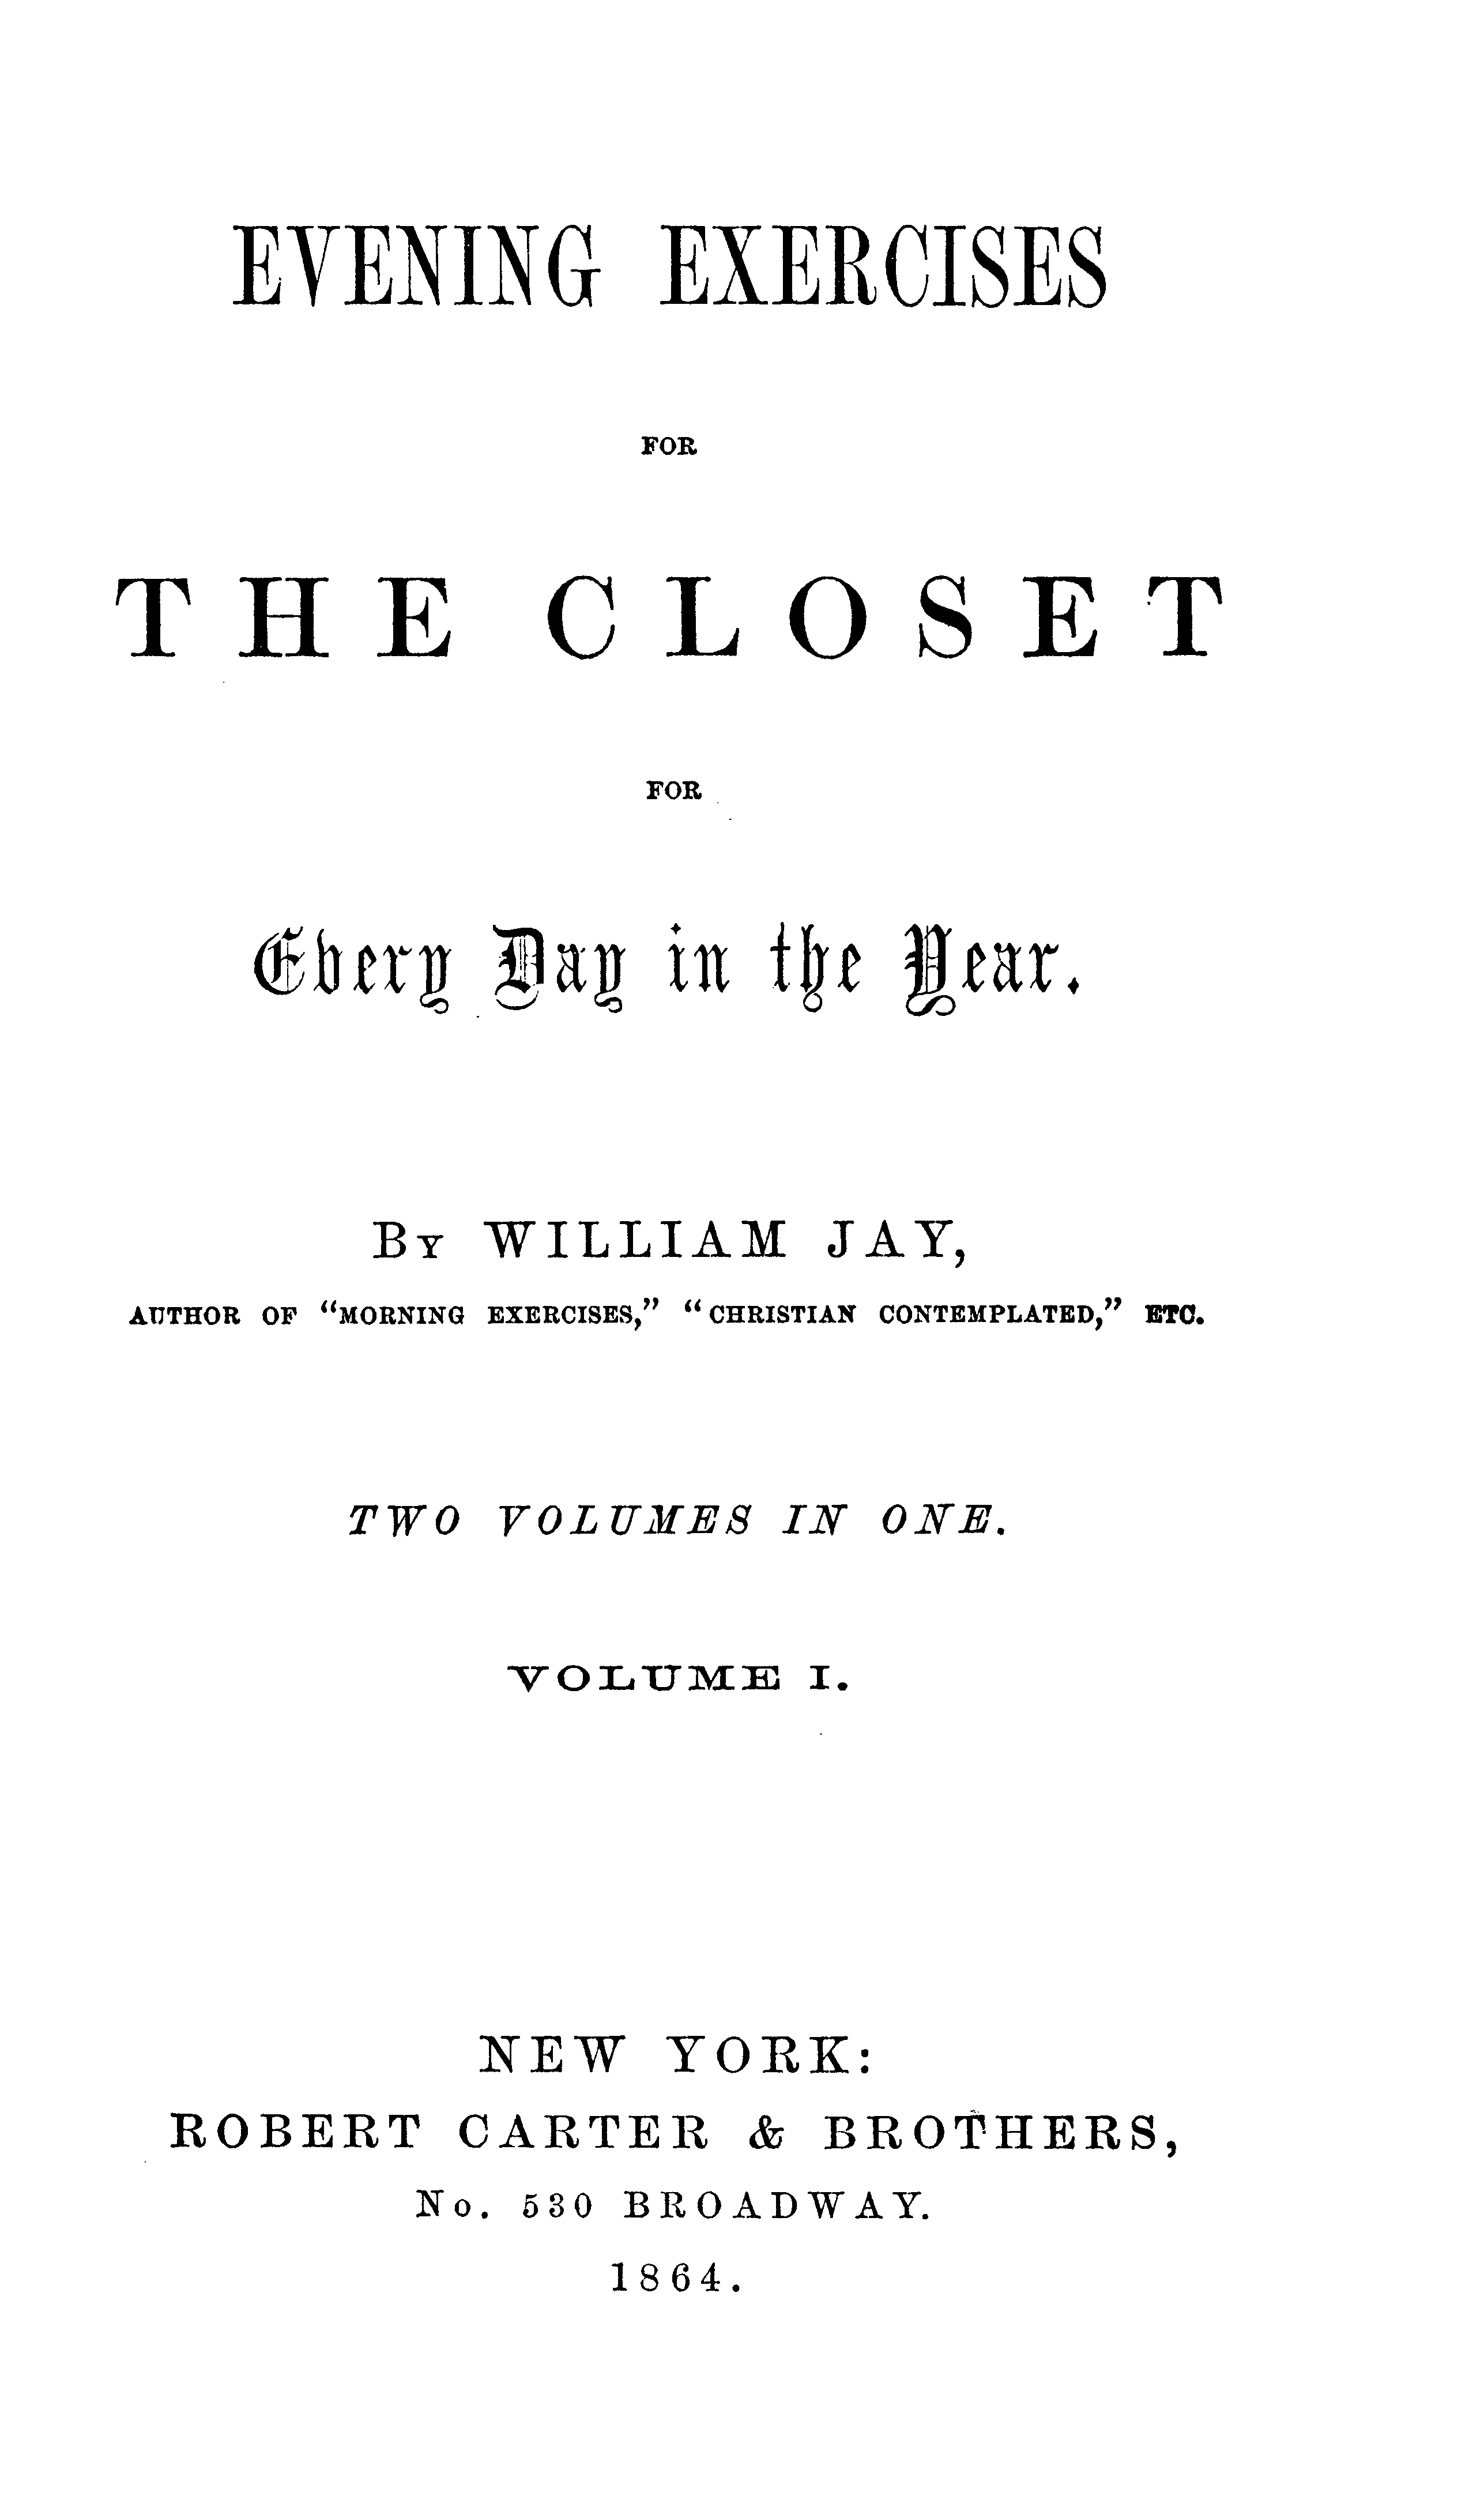 EVENING EXERCISES
FOR
THE CLOSET
FOR
Every Day in the Year.
By WILLIAM JAY,
AUTHOR OF “MORNING EXERCISES,” “CHRISTIAN CONTEMPLATED,” ETC.
TWO VOLUMES IN ONE.
VOLUME I.
NEW YORK:
ROBERT CARTER & BROTHERS,
No. 530 BROADWAY.
1864.